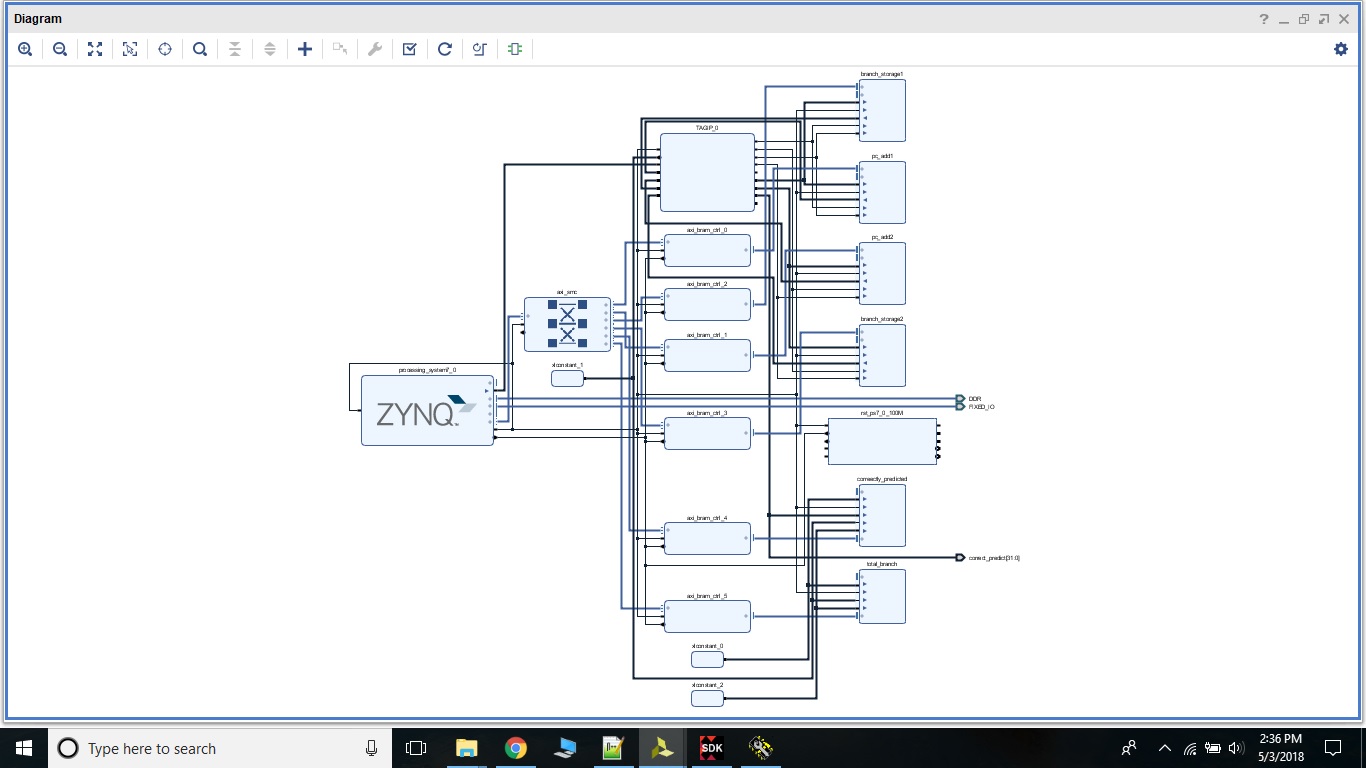 Diagram
branch_storage1
TAGIP_0
pc_add1
axi_bram_ctrl_0
pc_add2
axi_bram_ctrl_2
axi_smc
branch_storage2
axi_bram_ctrl_1
xlconstant_1
processing_system7_0
ZYNQ
DDR
FIXED_IO
axi_bram_ctrl_3
rst_ps7_0_100M
correctly_predicted
axi_bram_ctrl_4
correct_predict[31:0]
total_branch
axi_bram_ctrl_5
xlconstant_0
xlconstant_2
Type here to search
SDK
2:36 PM
5/3/2018